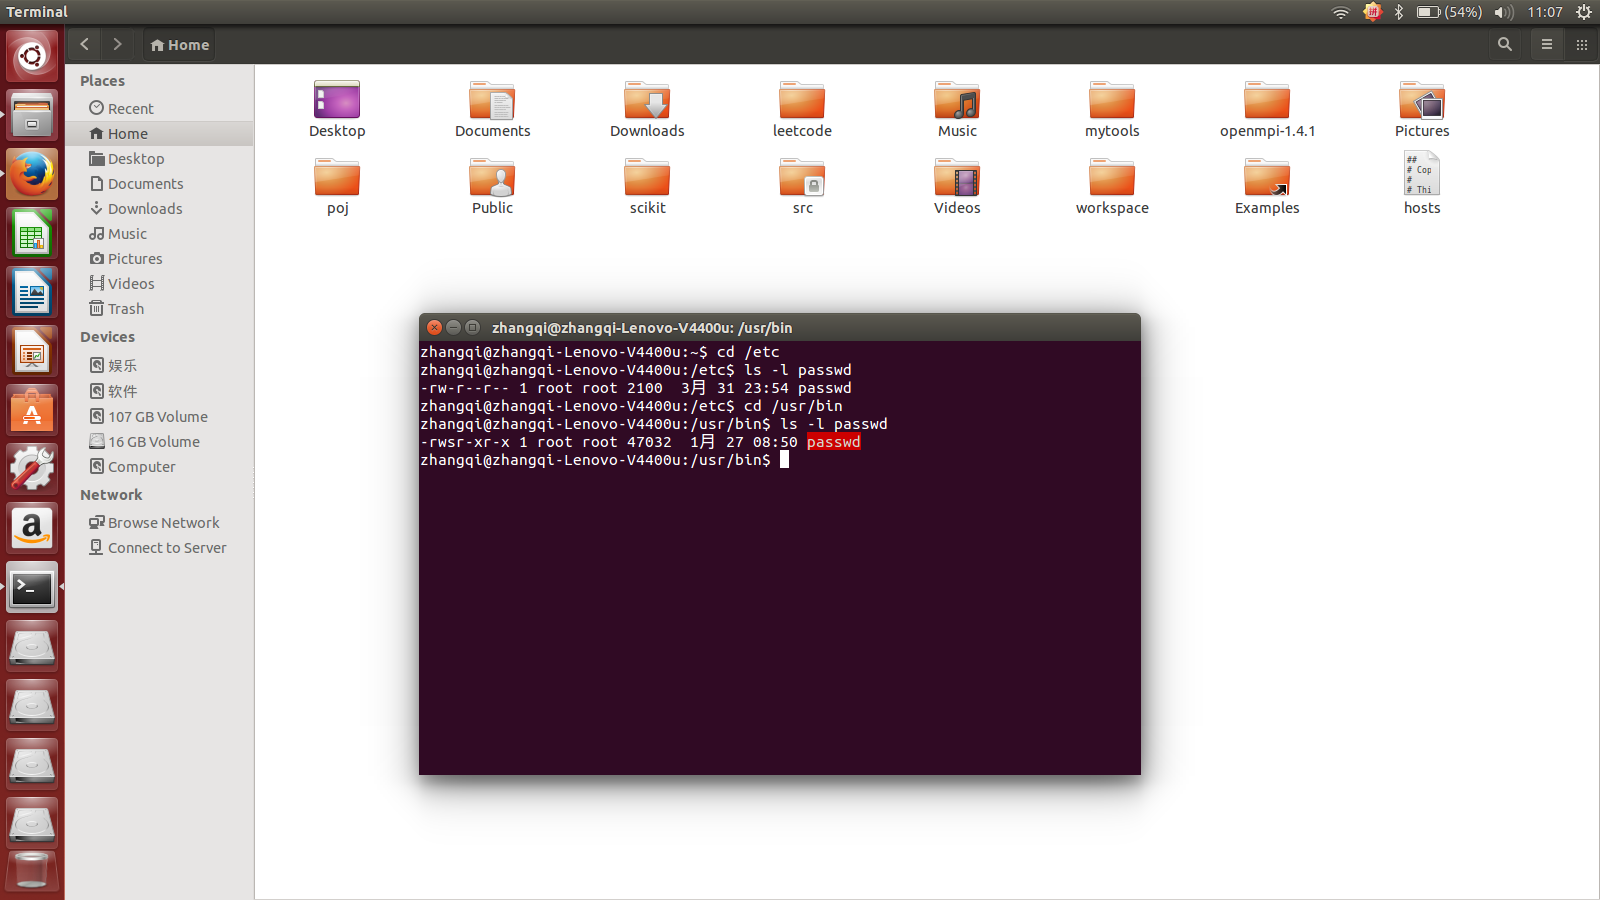 Terminal
(54%)
11:07
Home
Places
Recent
Home
Desktop
Documents
Downloads
Music
Pictures
Videos
Trash
Devices
娱乐
软件
107 GB Volume
16 GB Volume
Computer
Network
Browse Network
Connect to Server
Desktop
Documents
Downloads
leetcode
Music
mytools
openmpi-1.4.1
Pictures
poj
Public
scikit
src
Videos
workspace
Examples
##
# Cop
#
# Thi
hosts
zhangqi@zhangqi-Lenovo-V4400u: /usr/bin
zhangqi@zhangqi-Lenovo-V4400u:~$ cd /etc
zhangqi@zhangqi-Lenovo-V4400u:/etc$ ls -l passwd
-rw-r--r-- 1 root root 2100  3月 31 23:54 passwd
zhangqi@zhangqi-Lenovo-V4400u:/etc$ cd /usr/bin
zhangqi@zhangqi-Lenovo-V4400u:/usr/bin$ ls -l passwd
-rwsr-xr-x 1 root root 47032  1月 27 08:50 passwd
zhangqi@zhangqi-Lenovo-V4400u:/usr/bin$